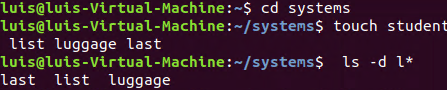 luis@luis-Virtual-Machine:~$ cd systems
luis@luis-Virtual-Machine:~/systems$ touch student
 list luggage last
luis@luis-Virtual-Machine:~/systems$  ls -d l*
last  list  luggage